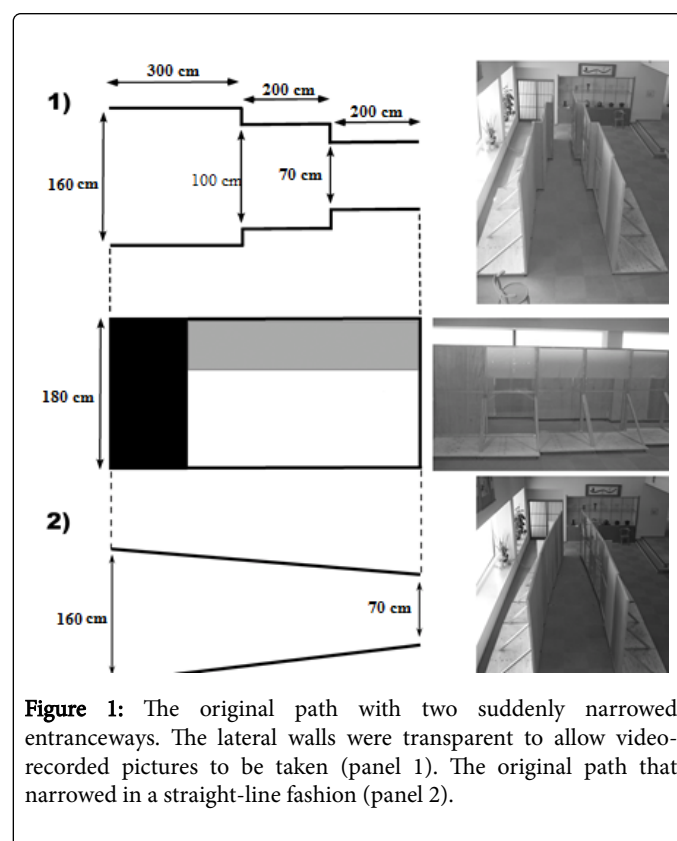 300 cm
1)
200 cm
200 cm
160 cm
100 cm
70 cm
180 cm
2)
160 cm
70 cm
Figure 1: The original path with two suddenly narrowed
entranceways. The lateral walls were transparent to allow video-
recorded pictures to be taken (panel 1). The original path that
narrowed in a straight-line fashion (panel 2).